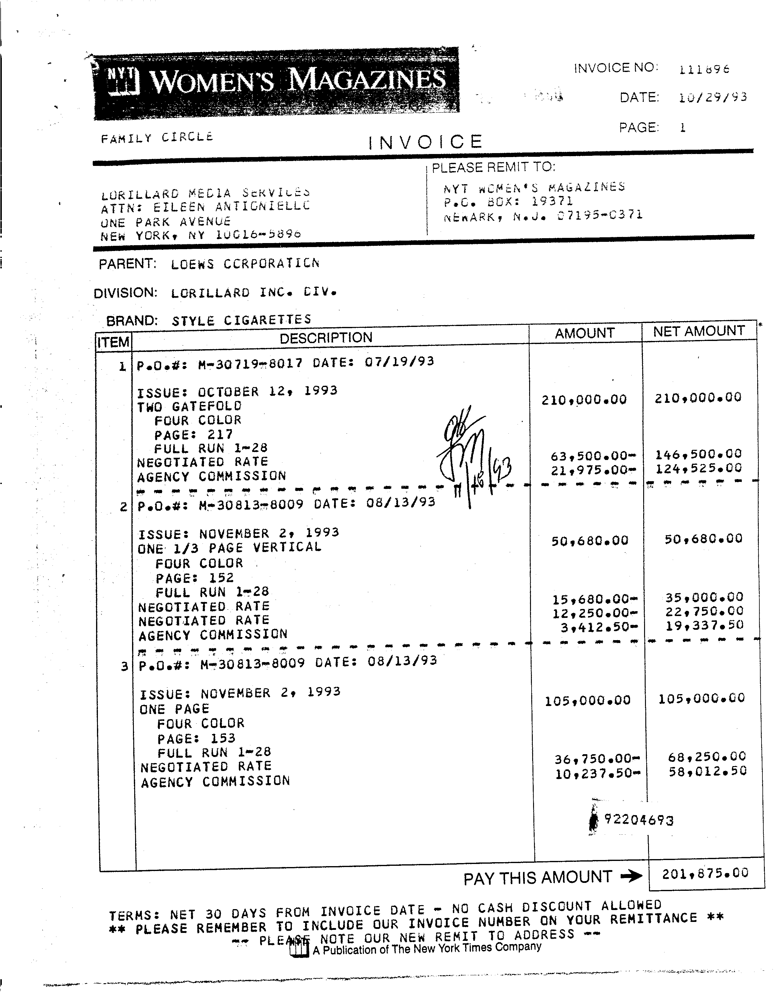 NYT WOMEN'S MAGAZINES
INVOICE NO: 111896
DATE: 10/29/93
PAGE: 1
FAMILY CIRCLE
INVOICE
PLEASE REMIT TO:
LORILLARD MEDIA SERVICES
ATTN: EILEEN ANTIGNIELLO
ONE PARK AVENUE
NEW YORK, NY 10016-5896
NYT WOMEN'S MAGAZINES
P.O. BOX: 19371
NEWARK, N.J. 07195-0371
PARENT: LOEWS CORPORATION
DIVISION: LORILLARD INC. DIV.
BRAND: STYLE CIGARETTES
ITEM DESCRIPTION AMOUNT NET AMOUNT
1 P.O.#: M-30719-8017 DATE: 07/19/93
ISSUE: OCTOBER 12, 1993 210,000.00 210,000.00
TWO GATEFOLD
FOUR COLOR
PAGE: 217
FULL RUN 1-28
NEGOTIATED RATE 63,500.00- 146,500.00
AGENCY COMMISSION 21,975.00- 124,525.00
2 P.O.#: M-30813-8009 DATE: 08/13/93
ISSUE: NOVEMBER 2, 1993
ONE 1/3 PAGE VERTICAL 50,680.00 50,680.00
FOUR COLOR
PAGE: 152
FULL RUN 1-28
NEGOTIATED RATE 15,680.00- 35,000.00
NEGOTIATED RATE 12,250.00- 22,750.00
AGENCY COMMISSION 3,412.50- 19,337.50
3 P.O.#: M-30813-8009 DATE: 08/13/93
ISSUE: NOVEMBER 2, 1993
ONE PAGE 105,000.00 105,000.00
FOUR COLOR
PAGE: 153
FULL RUN 1-28
NEGOTIATED RATE 36,750.00- 68,250.00
AGENCY COMMISSION 10,237.50- 58,012.50
92204693
PAY THIS AMOUNT → 201,875.00
TERMS: NET 30 DAYS FROM INVOICE DATE - NO CASH DISCOUNT ALLOWED
** PLEASE REMEMBER TO INCLUDE OUR INVOICE NUMBER ON YOUR REMITTANCE **
-- PLEASE NOTE OUR NEW REMIT TO ADDRESS --
A Publication of The New York Times Company